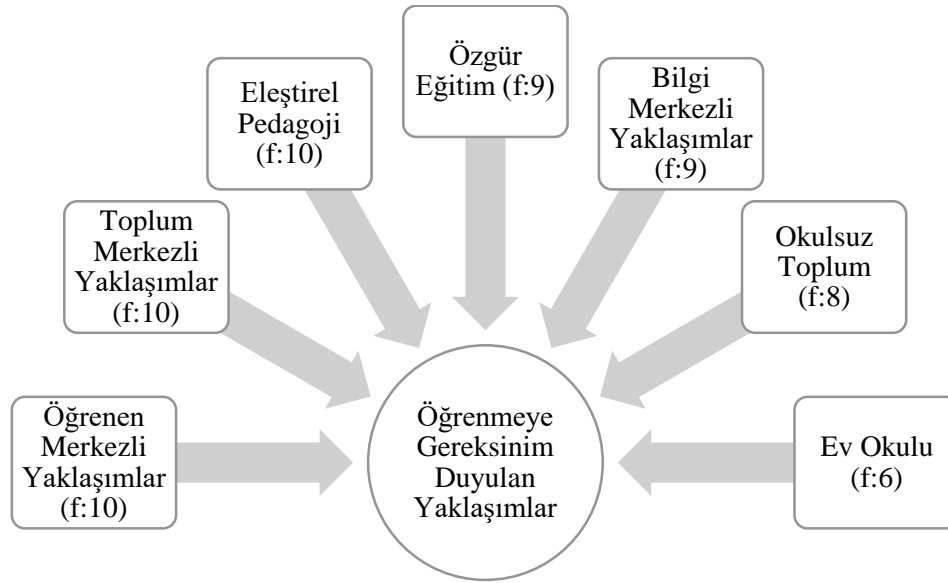 Özgür
Eğitim (f:9)
Eleştirel
Pedagoji
(f:10)
Bilgi
Merkezli
Yaklaşımlar
(f:9)
Toplum
Merkezli
Yaklaşımlar
(f:10)
Okulsuz
Toplum
(f:8)
Öğrenen
Merkezli
Yaklaşımlar
(f:10)
Öğrenmeye
Gereksinim
Duyulan
Yaklaşımlar
Ev Okulu
(f:6)